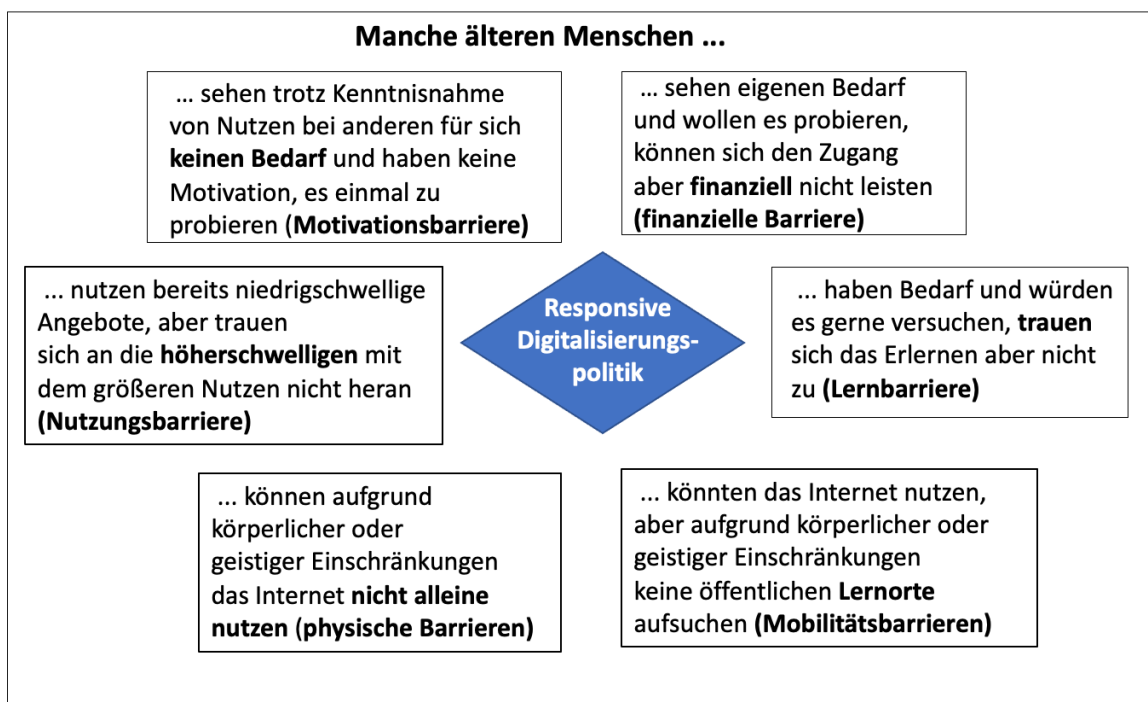 Manche älteren Menschen ...
... sehen trotz Kenntnisnahme
von Nutzen bei anderen für sich
keinen Bedarf und haben keine
Motivation, es einmal zu
probieren (Motivationsbarriere)
... sehen eigenen Bedarf
und wollen es probieren,
können sich den Zugang
aber finanziell nicht leisten
(finanzielle Barriere)
... nutzen bereits niedrigschwellige
Angebote, aber trauen
sich an die höherschwelligen mit
dem größeren Nutzen nicht heran
(Nutzungsbarriere)
Responsive
Digitalisierungs-
politik
... haben Bedarf und würden
es gerne versuchen, trauen
sich das Erlernen aber nicht
zu (Lernbarriere)
... können aufgrund
körperlicher oder
geistiger Einschränkungen
das Internet nicht alleine
nutzen (physische Barrieren)
... könnten das Internet nutzen,
aber aufgrund körperlicher oder
geistiger Einschränkungen
keine öffentlichen Lernorte
aufsuchen (Mobilitätsbarrieren)